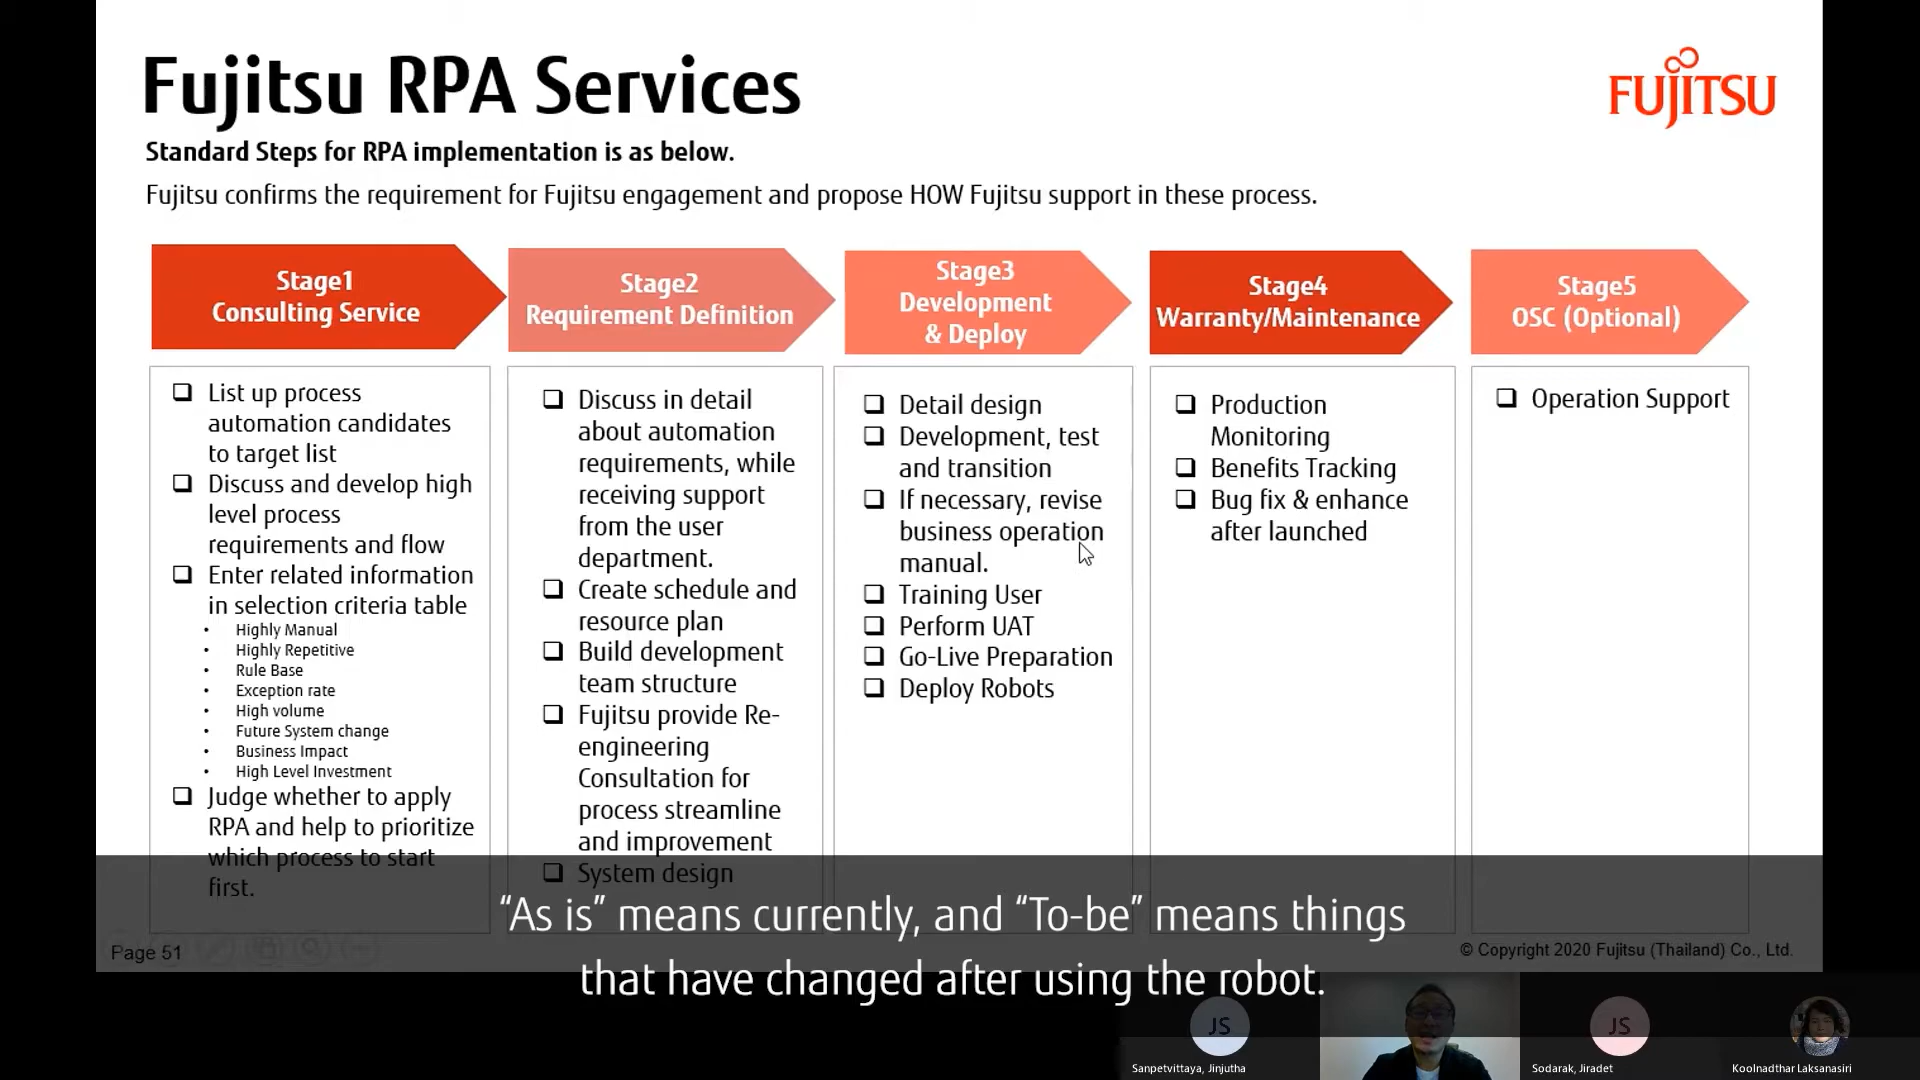 Fujitsu RPA Services
FUJITSU
Standard Steps for RPA implementation is as below.
Fujitsu confirms the requirement for Fujitsu engagement and propose HOW Fujitsu support in these process.
Stage1
Consulting Service
List up process
automation candidates
to target list
Discuss and develop high
level process
requirements and flow
Enter related information
in selection criteria table
• Highly Manual
• Highly Repetitive
• Rule Base
• Exception rate
• High volume
• Future System change
• Business Impact
• High Level Investment
Judge whether to apply
RPA and help to prioritize
which process to start
first.
Stage2
Requirement Definition
Discuss in detail
about automation
requirements, while
receiving support
from the user
department.
Create schedule and
resource plan
Build development
team structure
Fujitsu provide Re-
engineering
Consultation for
process streamline
and improvement
System design
Stage3
Development
& Deploy
Detail design
Development, test
and transition
If necessary, revise
business operation
manual.
Training User
Perform UAT
Go-Live Preparation
Deploy Robots
Stage4
Warranty/Maintenance
Production
Monitoring
Benefits Tracking
Bug fix & enhance
after launched
Stage5
OSC (Optional)
Operation Support
“As is” means currently, and “To-be” means things
that have changed after using the robot.
Page 51
© Copyright 2020 Fujitsu (Thailand) Co., Ltd.
JS
Sanpetvittaya, Jinjutha
JS
Sodarak, Jiradet
Koolnadthar Laksanasiri